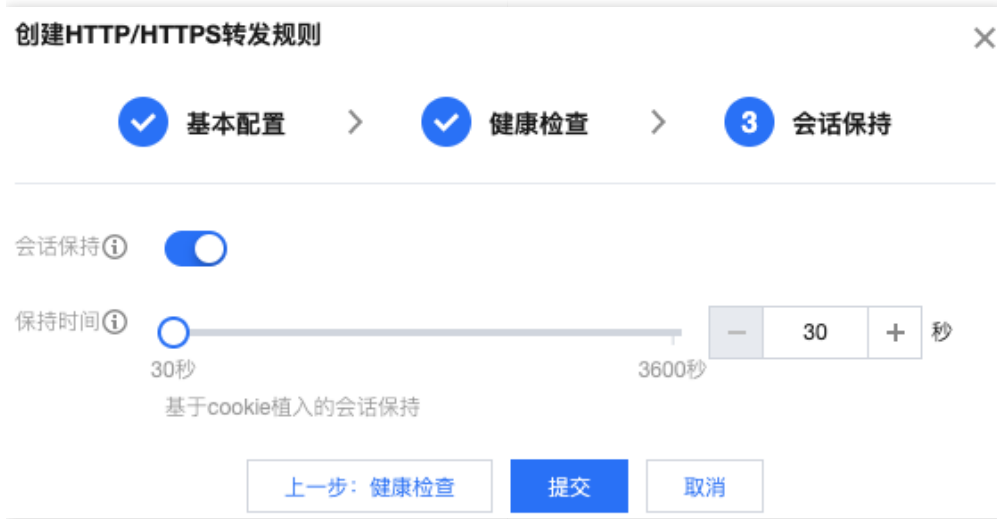 创建HTTP/HTTPS转发规则
基本配置 > 健康检查 > 3 会话保持
会话保持
保持时间 30 秒
30秒 3600秒
基于cookie植入的会话保持
上一步：健康检查 提交 取消